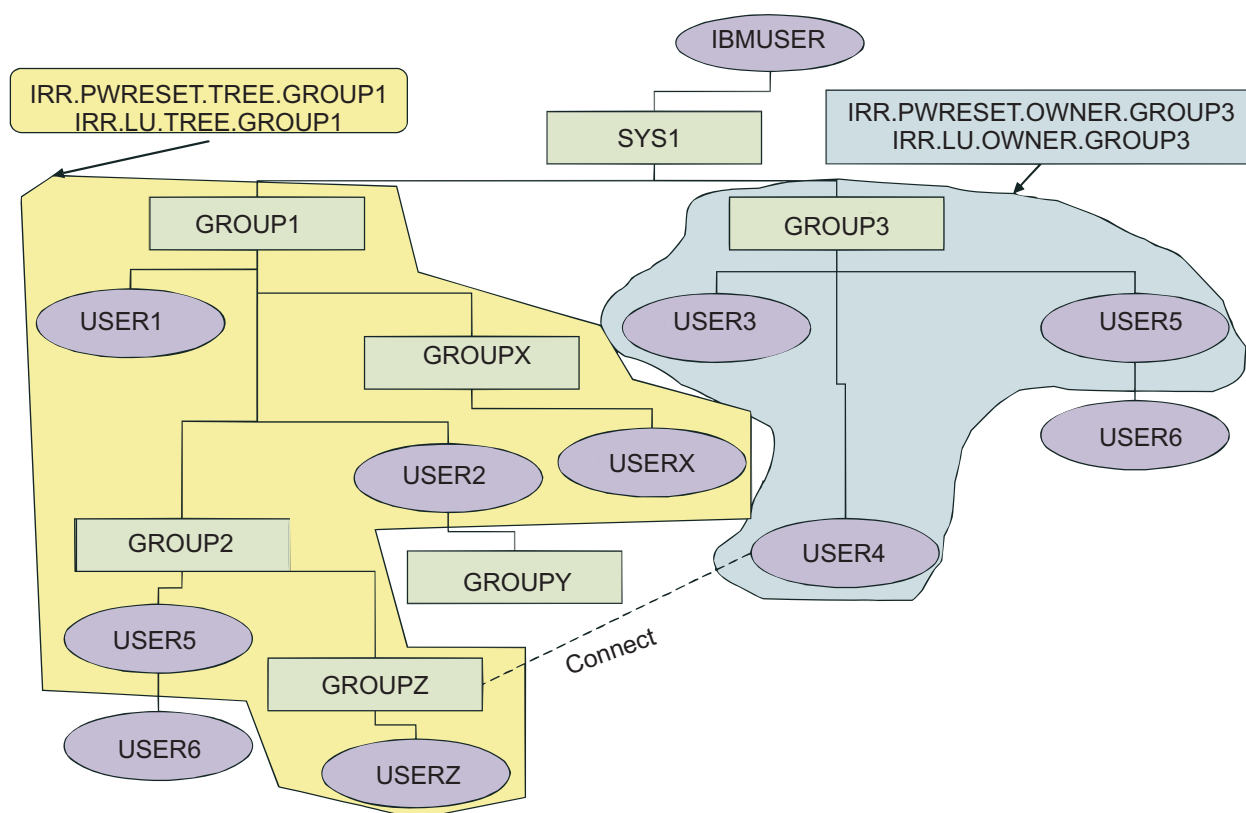 IBMUSER
IRR.PWRESET.TREE.GROUP1
IRR.LU.TREE.GROUP1
IRR.PWRESET.OWNER.GROUP3
IRR.LU.OWNER.GROUP3
SYS1
GROUP1
GROUP3
USER1
USER3
USER5
GROUPX
USER6
USER2
USERX
GROUP2
USER4
GROUPY
USER5
Connect
GROUPZ
USER6
USERZ